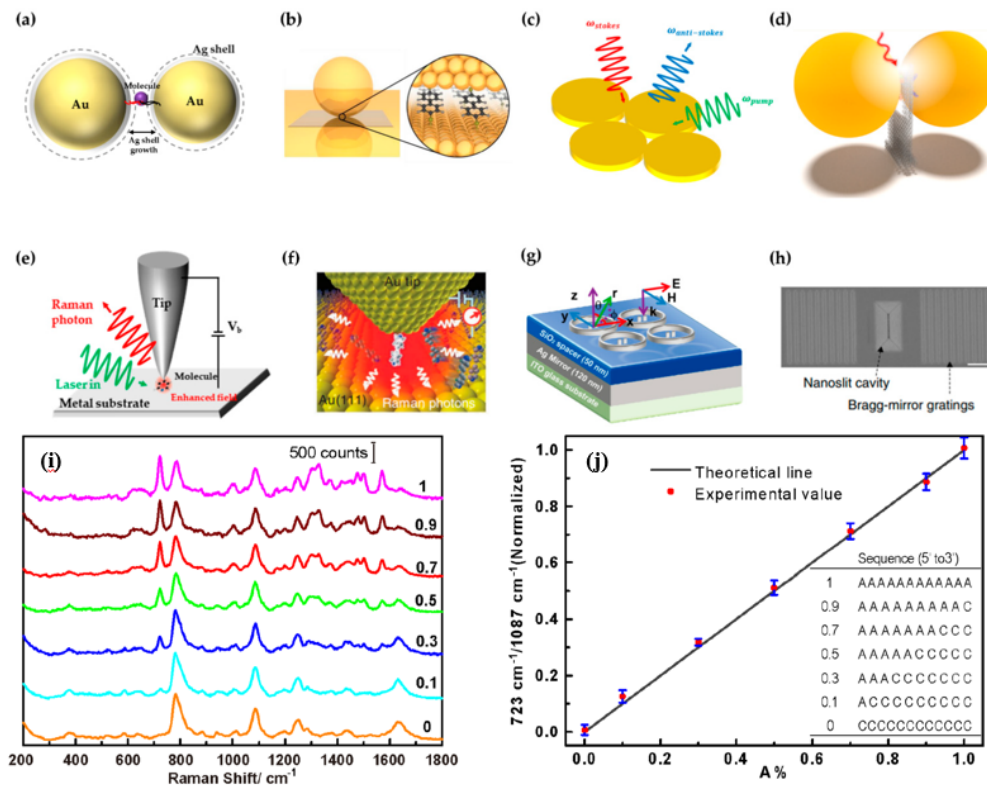 (a)
Ag shell
Molecule
Au
Au
Ag shell
growth
(b)
(c)
ω_stokes
ω_anti-stokes
ω_pump
(d)
(e)
Raman
photon
Tip
V_b
Laser in
Molecule
Enhanced field
Metal substrate
(f)
Au tip
Au(111)
Raman photons
(g)
z
θ
r
E
H
y
ϕ
x
k
SiO₂ spacer (50 nm)
Ag Mirror (120 nm)
ITO glass substrate
(h)
Nanoslit cavity
Bragg-mirror gratings
(i)
500 counts
1
0.9
0.7
0.5
0.3
0.1
0
200 400 600 800 1000 1200 1400 1600 1800
Raman Shift/ cm⁻¹
(j)
Theoretical line
Experimental value
723 cm⁻¹/1087 cm⁻¹(Normalized)
1.0
0.8
0.6
0.4
0.2
0.0
Sequence (5' to3')
1 AAAAAAAAAAAA
0.9 AAAAAAAAAC
0.7 AAAAAAACCC
0.5 AAAAACCCCC
0.3 AAACCCCCCC
0.1 ACCCCCCCCC
0 CCCCCCCCCCCC
0.0 0.2 0.4 0.6 0.8 1.0
A %